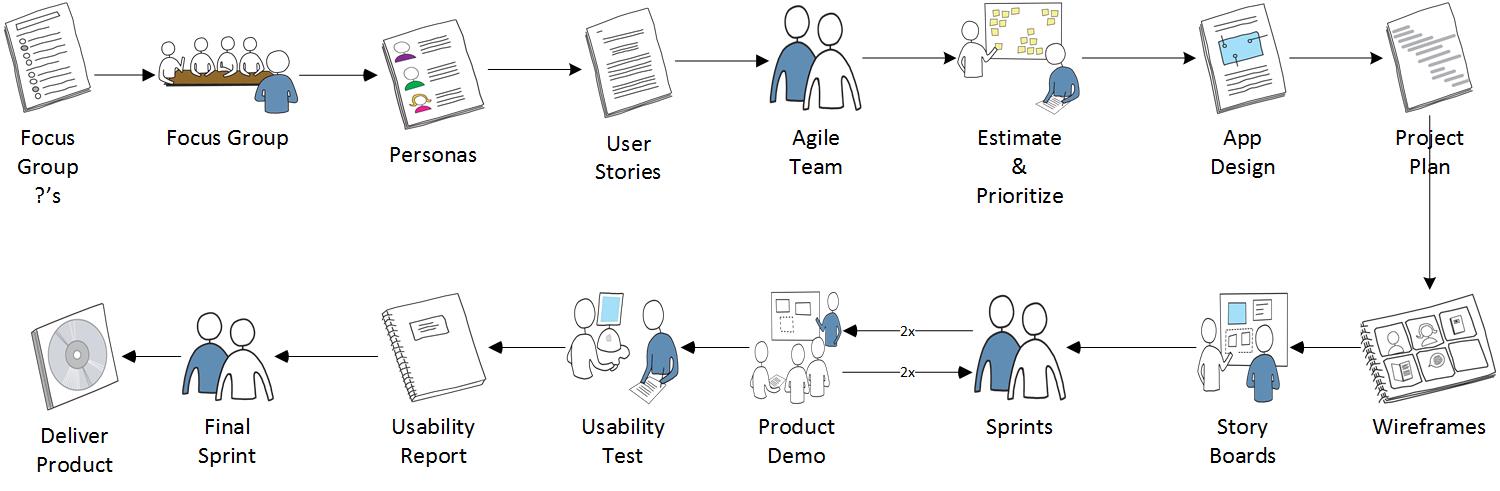 Focus
Group
?'s
Focus Group
Personas
User
Stories
Agile
Team
Estimate
&
Prioritize
App
Design
Project
Plan
Deliver
Product
Final
Sprint
Usability
Report
Usability
Test
Product
Demo
2x
2x
Sprints
Story
Boards
Wireframes